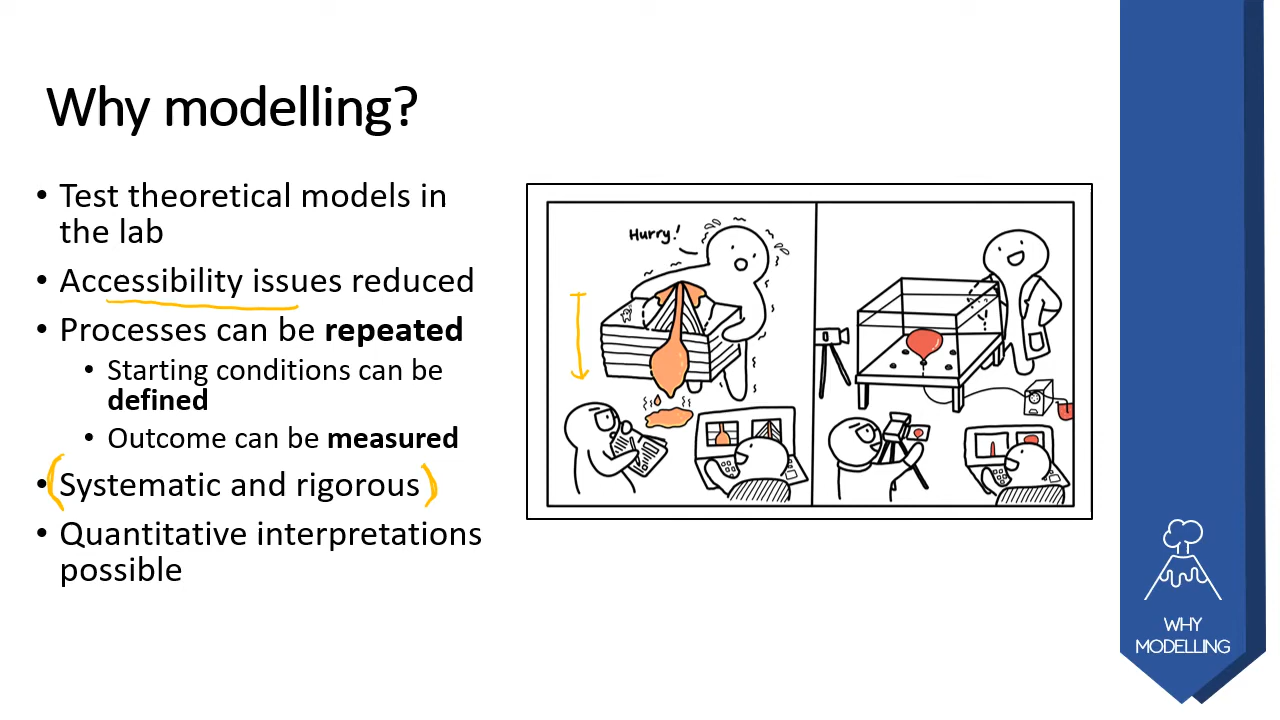 Why modelling?
• Test theoretical models in
the lab
• Accessibility issues reduced
• Processes can be repeated
• Starting conditions can be
defined
• Outcome can be measured
• Systematic and rigorous
• Quantitative interpretations
possible
Hurry!
WHY
MODELLING